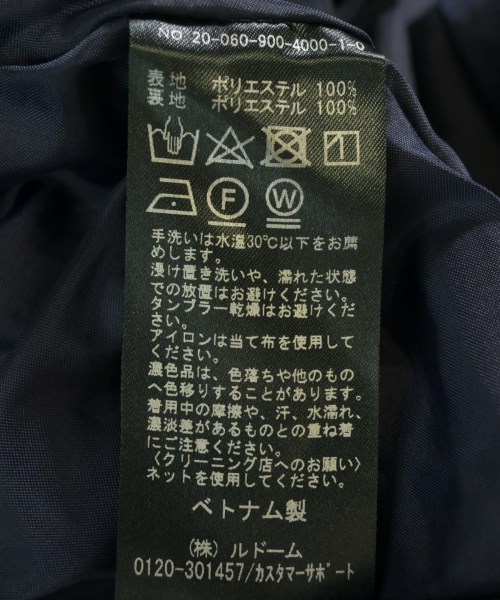 No 20-060-900-4000-1-0
表地 ポリエステル 100%
裏地 ポリエステル 100%
F W
手洗いは水温30℃以下をお薦
めします。
浸け置き洗いや、濡れた状態
での放置はお避けください。
タンブラー乾燥はお避けくだ
さい。
アイロンは当て布を使用して
ください。
濃色品は、色落ちや他のもの
へ色移りすることがあります。
着用中の摩擦や、汗、水濡れ、
濃淡差があるものとの重ね着
にご注意ください。
〈クリーニング店へのお願い〉
ネットを使用してください。
ベトナム製
(株) ルドーム
0120-301457/カスタマーサポート